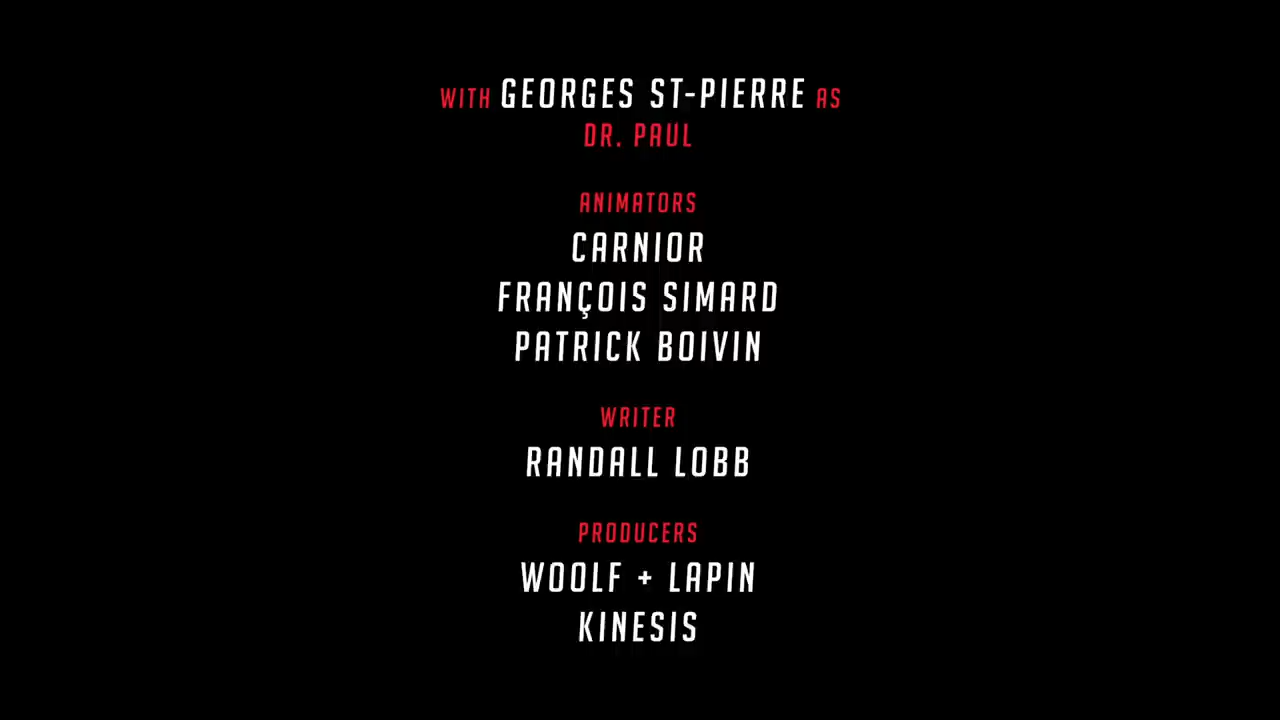 WITH GEORGES ST-PIERRE AS
DR. PAUL
ANIMATORS
CARNIOR
FRANÇOIS SIMARD
PATRICK BOIVIN
WRITER
RANDALL LOBB
PRODUCERS
WOOLF + LAPIN
KINESIS